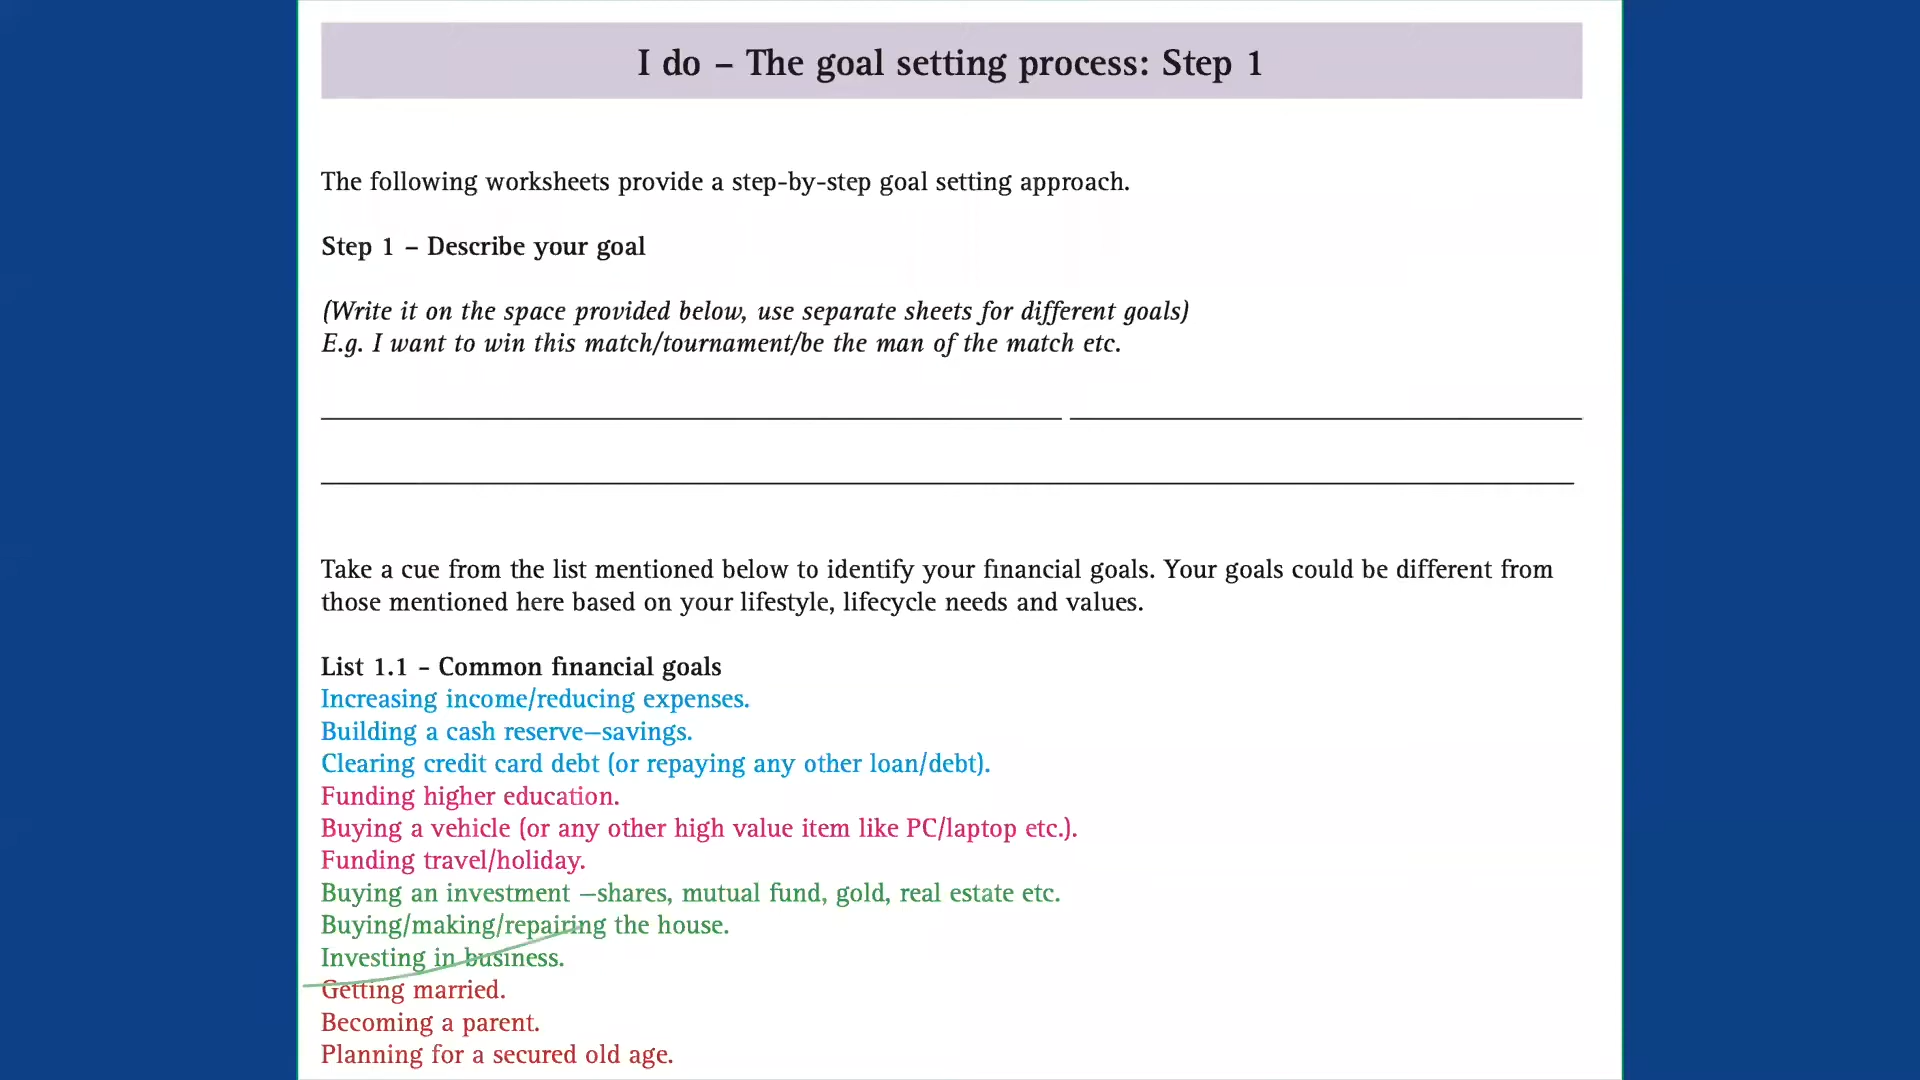 I do – The goal setting process: Step 1
The following worksheets provide a step-by-step goal setting approach.
Step 1 – Describe your goal
(Write it on the space provided below, use separate sheets for different goals)
E.g. I want to win this match/tournament/be the man of the match etc.
Take a cue from the list mentioned below to identify your financial goals. Your goals could be different from
those mentioned here based on your lifestyle, lifecycle needs and values.
List 1.1 - Common financial goals
Increasing income/reducing expenses.
Building a cash reserve—savings.
Clearing credit card debt (or repaying any other loan/debt).
Funding higher education.
Buying a vehicle (or any other high value item like PC/laptop etc.).
Funding travel/holiday.
Buying an investment —shares, mutual fund, gold, real estate etc.
Buying/making/repairing the house.
Investing in business.
Getting married.
Becoming a parent.
Planning for a secured old age.